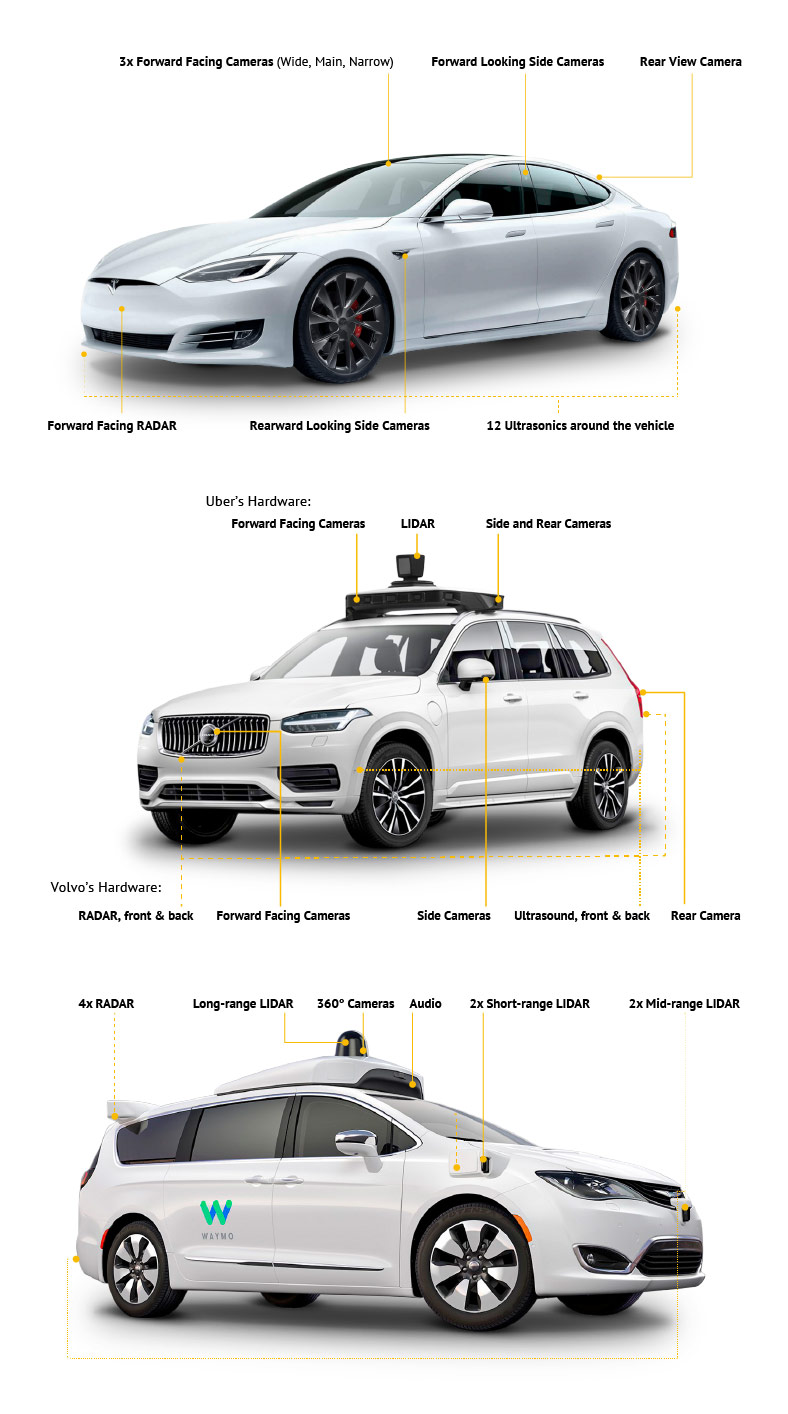 3x Forward Facing Cameras (Wide, Main, Narrow)
Forward Looking Side Cameras
Rear View Camera
Forward Facing RADAR
Rearward Looking Side Cameras
12 Ultrasonics around the vehicle
Uber's Hardware:
Forward Facing Cameras
LIDAR
Side and Rear Cameras
Volvo's Hardware:
RADAR, front & back
Forward Facing Cameras
Side Cameras
Ultrasound, front & back
Rear Camera
4x RADAR
Long-range LIDAR
360° Cameras
Audio
2x Short-range LIDAR
2x Mid-range LIDAR
WAYMO